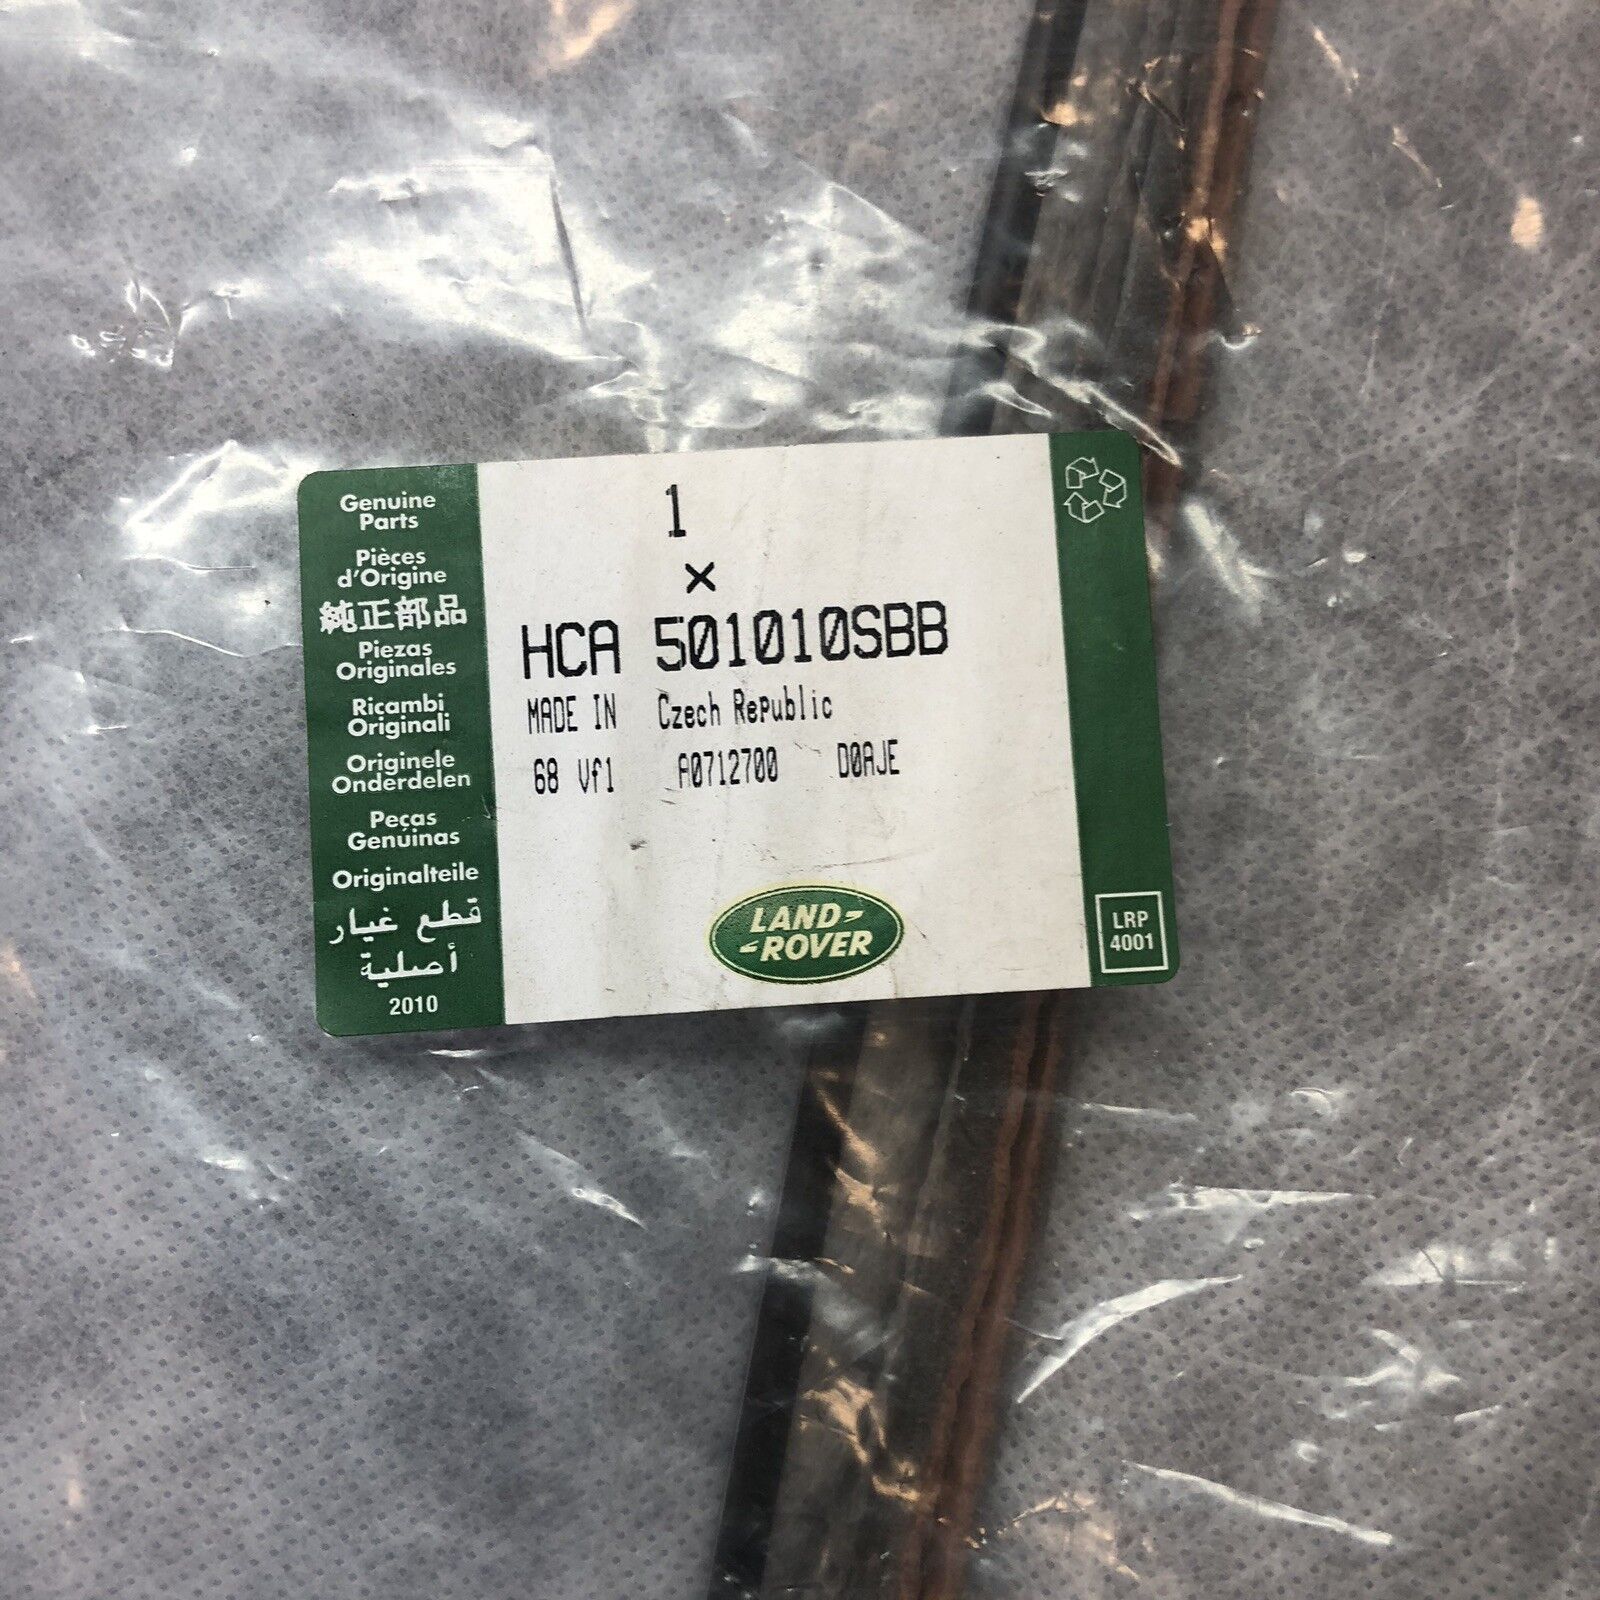 Genuine
Parts
Pièces
d'Origine
純正部品
Piezas
Originales
Ricambi
Originali
Originele
Onderdelen
Peças
Genuínas
Originalteile
قطع غيار
أصلية
2010
1
×
HCA 501010SBB
MADE IN Czech Republic
68 Vf1 A0712700 D0AJE
LAND-
-ROVER
LRP
4001